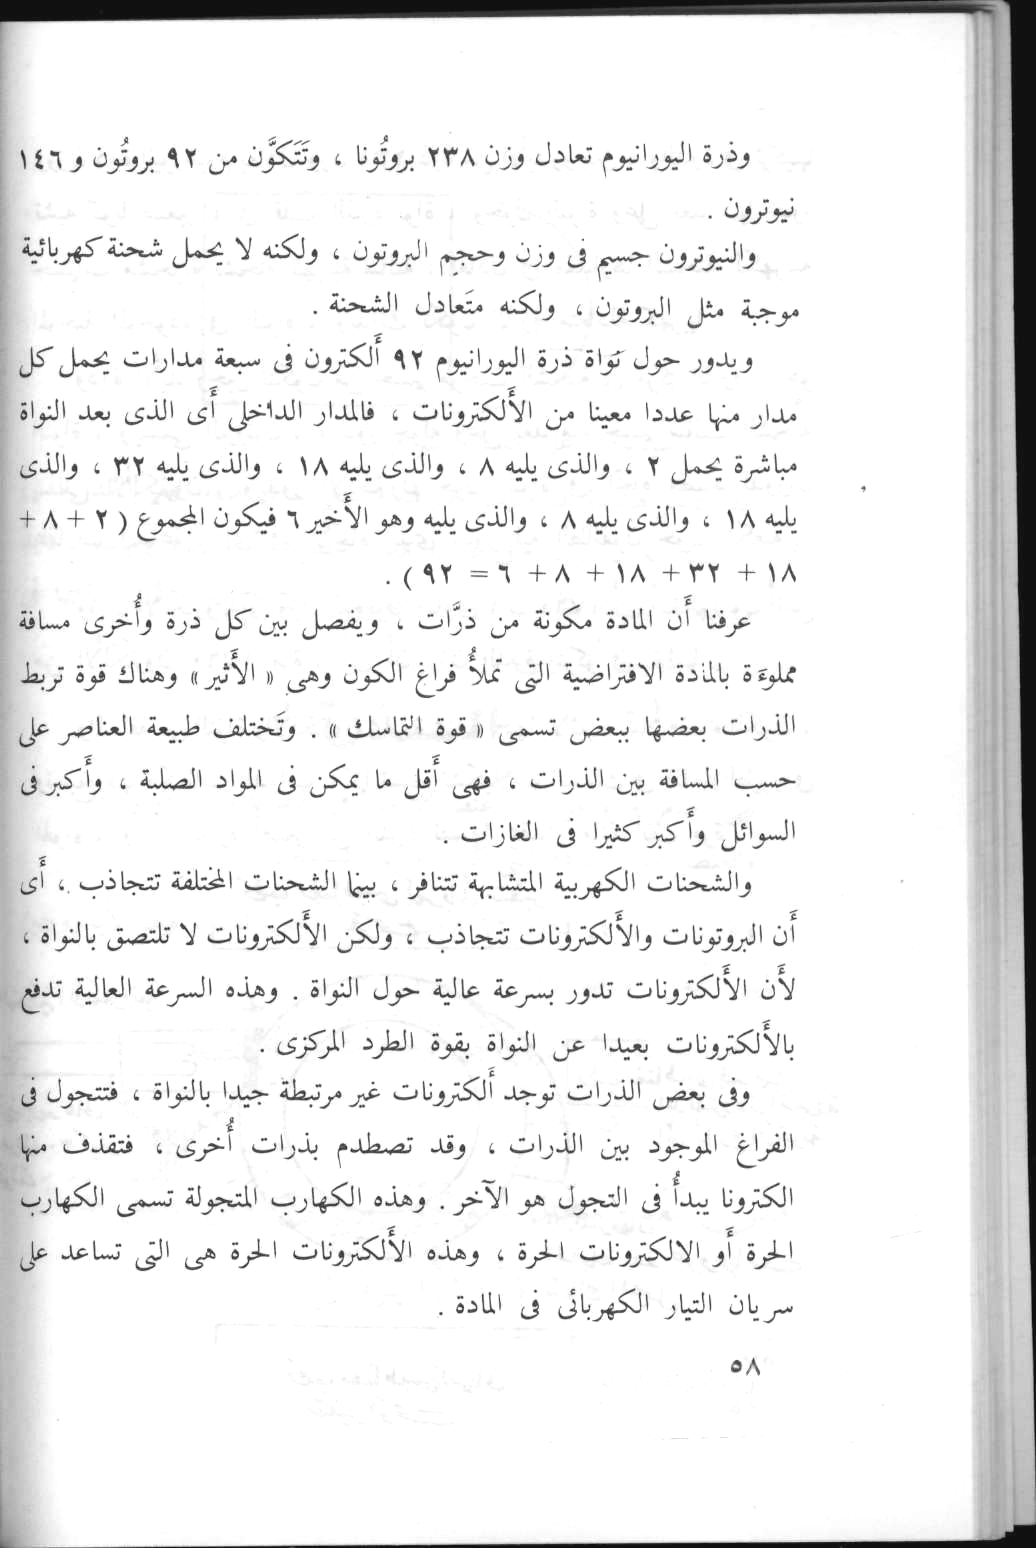 وذرة اليورانيوم تعادل وزن ٢٣٨ بروتُونا ، وتَتَكوَّن من ٩٢ بروتُون و ١٤٦
نيوترون .
والنيوترون جسيم فى وزن وحجم البروتون ، ولكنه لا يحمل شحنة كهربائية
موجبة مثل البروتون ، ولكنه متَعادل الشحنة .
ويدور حول نَواة ذرة اليورانيوم ٩٢ أَلكترون فى سبعة مدارات يحمل كل
مدار منها عددا معينا من الأَلكترونات ، فالمدار الداخلى أَى الذى بعد النواة
مباشرة يحمل ٢ ، والذى يليه ٨ ، والذى يليه ١٨ ، والذى يليه ٣٢ ، والذى
يليه ١٨ ، والذى يليه ٨ ، والذى يليه وهو الأَخير ٦ فيكون المجموع ( ٢ + ٨ +
١٨ + ٣٢ + ١٨ + ٨ + ٦ = ٩٢ ) .
عرفنا أَن المادة مكونة من ذرَّات ، ويفصل بين كل ذرة وأُخرى مسافة
مملوءَة بالمادة الافتراضية التى تملأُ فراغ الكون وهى « الأَثير » وهناك قوة تربط
الذرات بعضها ببعض تسمى « قوة التماسك » . وتَختلف طبيعة العناصر على
حسب المسافة بين الذرات ، فهى أَقل ما يمكن فى المواد الصلبة ، وأَكبر فى
السوائل وأَكبر كثيرا فى الغازات .
والشحنات الكهربية المتشابهة تتنافر ، بينما الشحنات المختلفة تتجاذب ، أَى
أَن البروتونات والأَلكترونات تتجاذب ، ولكن الأَلكترونات لا تلتصق بالنواة ،
لأَن الأَلكترونات تدور بسرعة عالية حول النواة . وهذه السرعة العالية تدفع
بالأَلكترونات بعيدا عن النواة بقوة الطرد المركزى .
وفى بعض الذرات توجد أَلكترونات غير مرتبطة جيدا بالنواة ، فتتجول فى
الفراغ الموجود بين الذرات ، وقد تصطدم بذرات أُخرى ، فتقذف منها
الكترونا يبدأُ فى التجول هو الآخر . وهذه الكهارب المتجولة تسمى الكهارب
الحرة أَو الالكترونات الحرة ، وهذه الأَلكترونات الحرة هى التى تساعد على
سريان التيار الكهربائى فى المادة .
٥٨